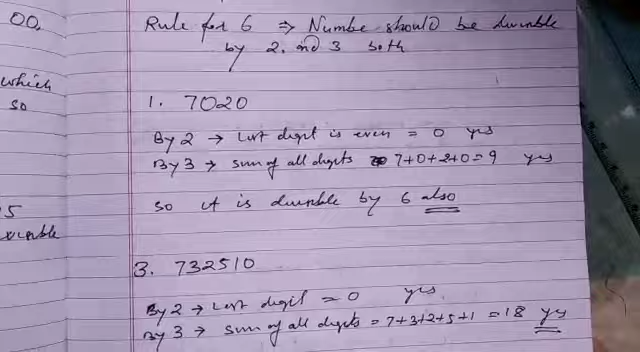 00.
which
so
5
Rule for 6 ⇒ Numbe should be divisible
by 2. and 3 both
1. 7020
By 2 → Last digit is even = 0 yes
By 3 → sum of all digits 7+0+2+0=9 yes
so it is divisible by 6 also
3. 732510
By 2 → Last digit = 0 yes
By 3 → sum of all digits = 7+3+2+5+1 = 18 yes